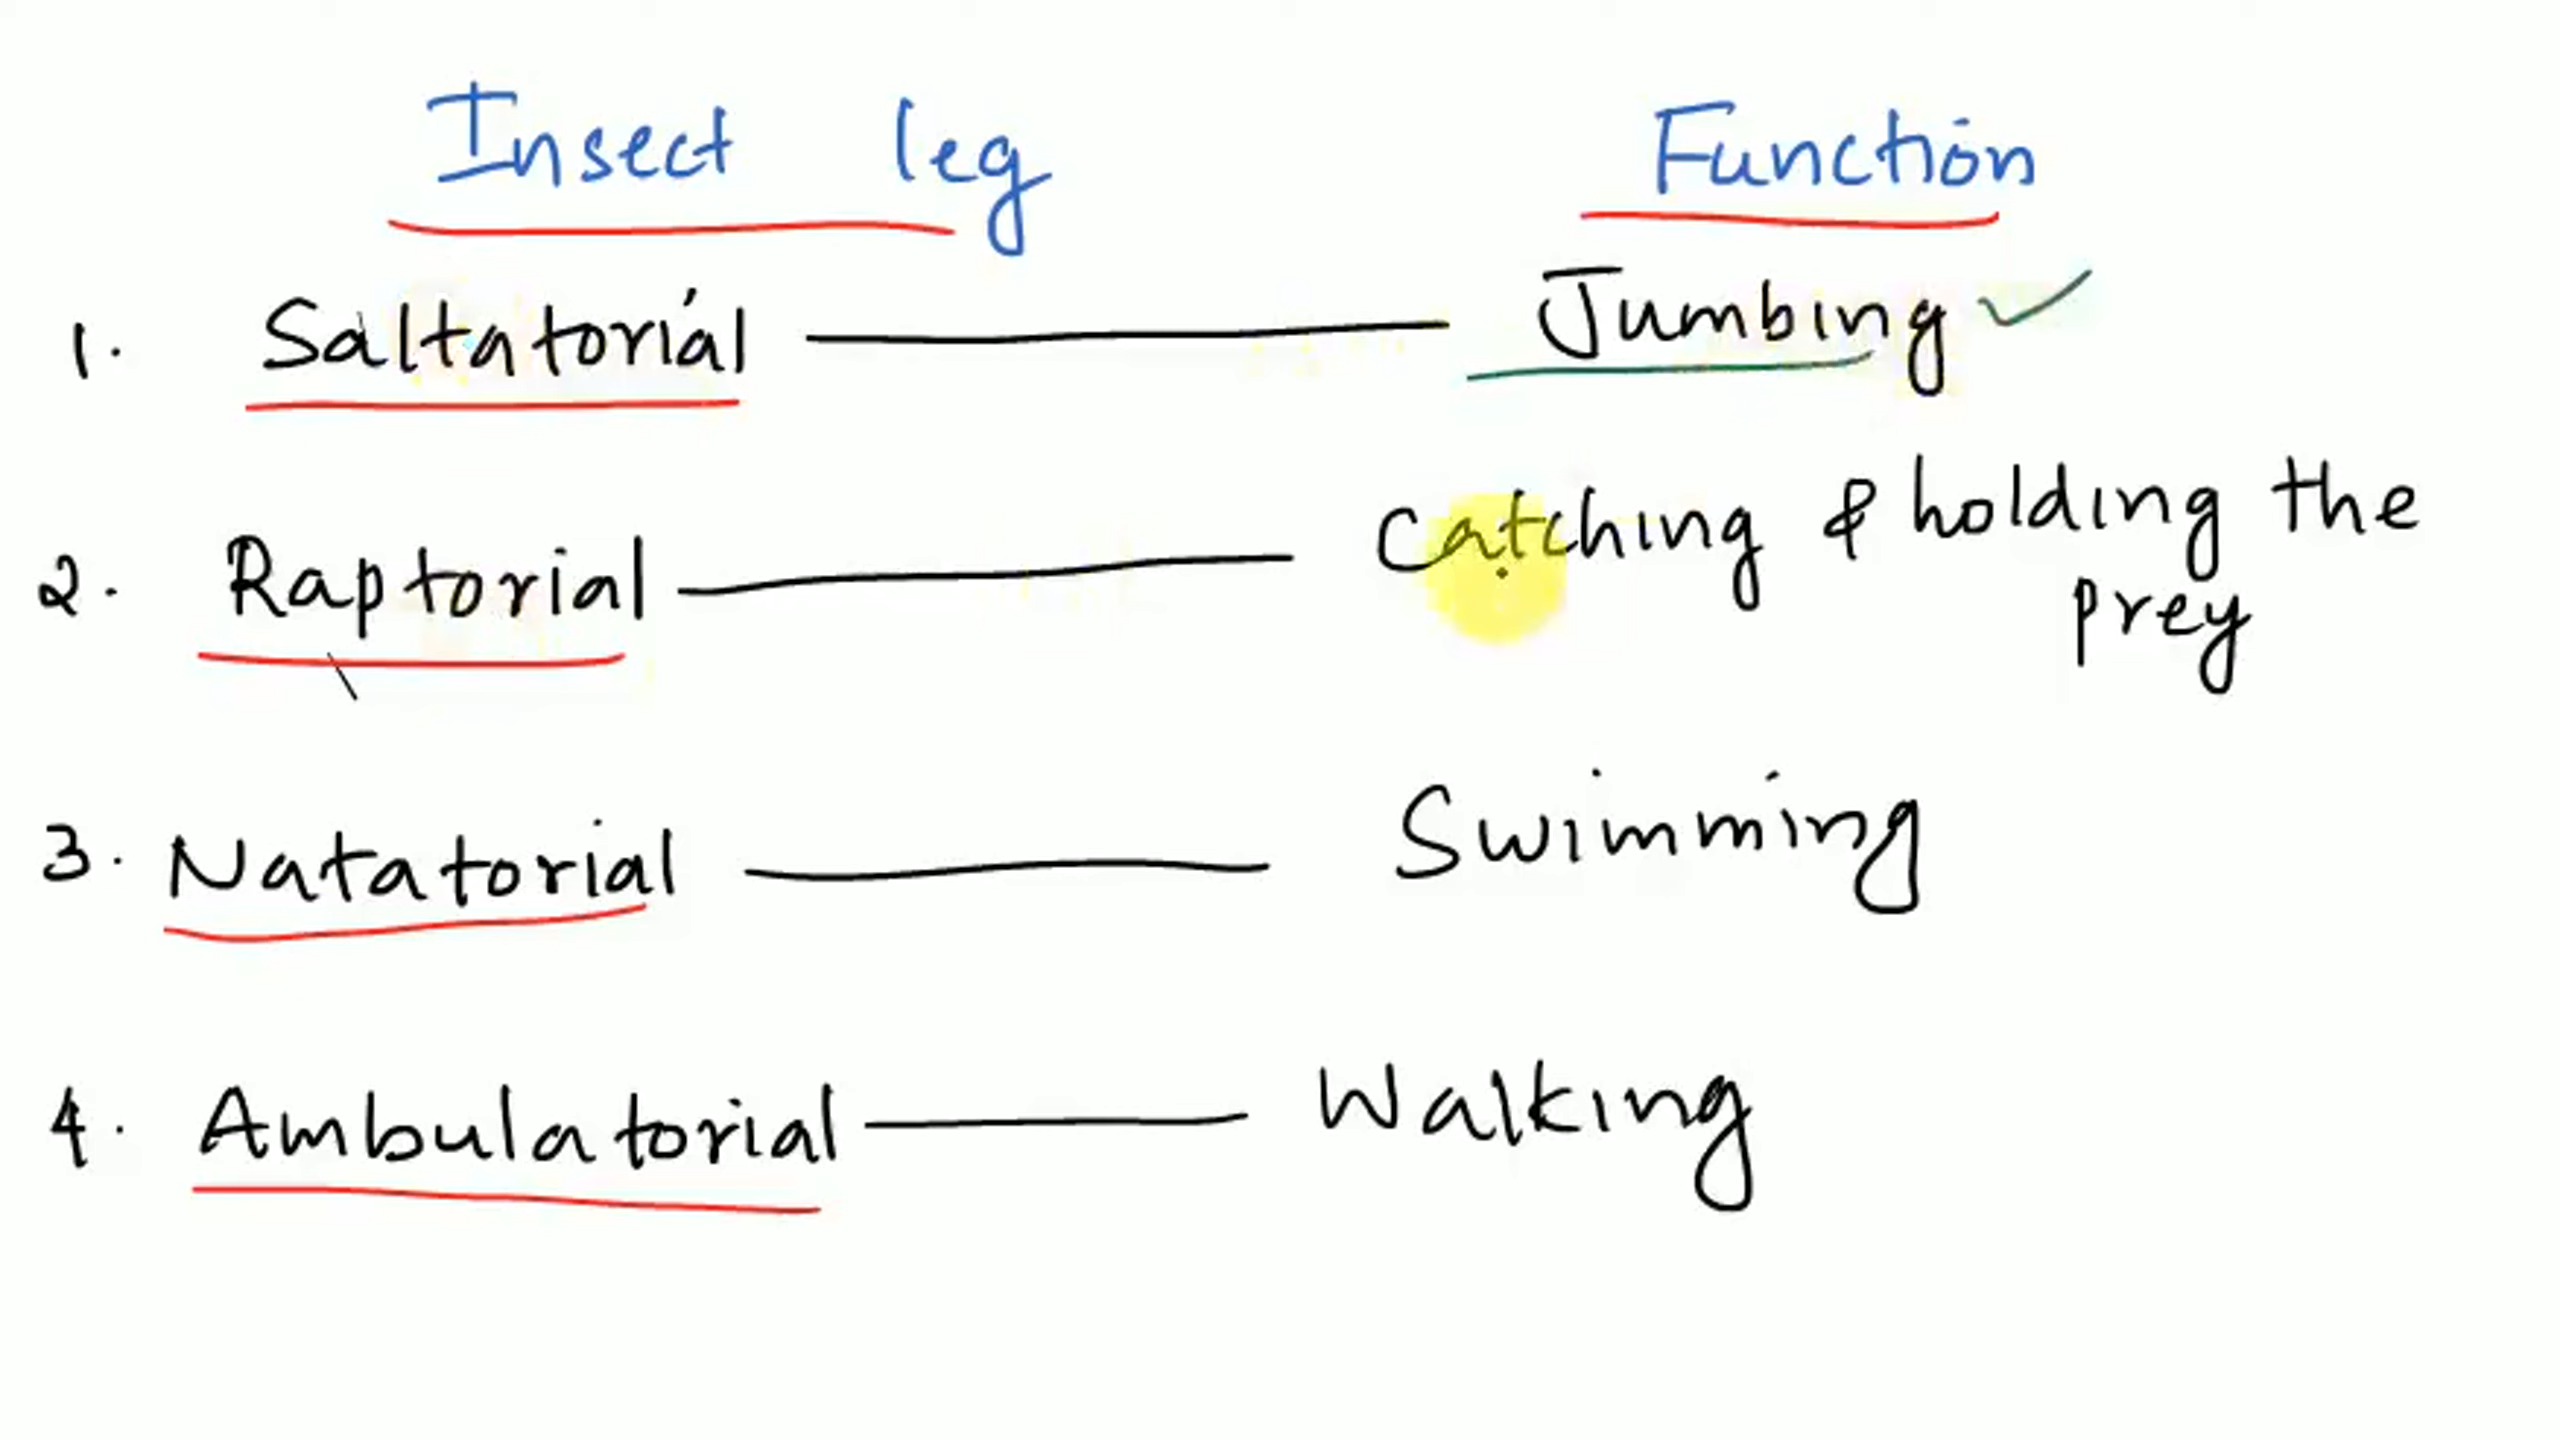 Insect leg Function
1. Saltatorial — Jumbing ✓
2. Raptorial — Catching & holding the
prey
3. Natatorial — Swimming
4. Ambulatorial — Walking